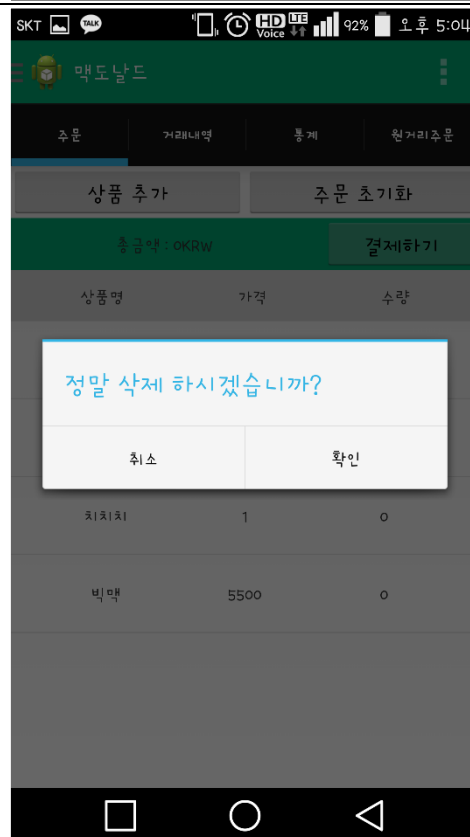 SKT TALK HD Voice LTE 92% 오후 5:04
맥도날드
주문 거래내역 통계 원거리주문
상품 추가 주문 초기화
총금액 : 0KRW 결제하기
상품명 가격 수량
정말 삭제 하시겠습니까?
취소 확인
치치치 1 0
빅맥 5500 0